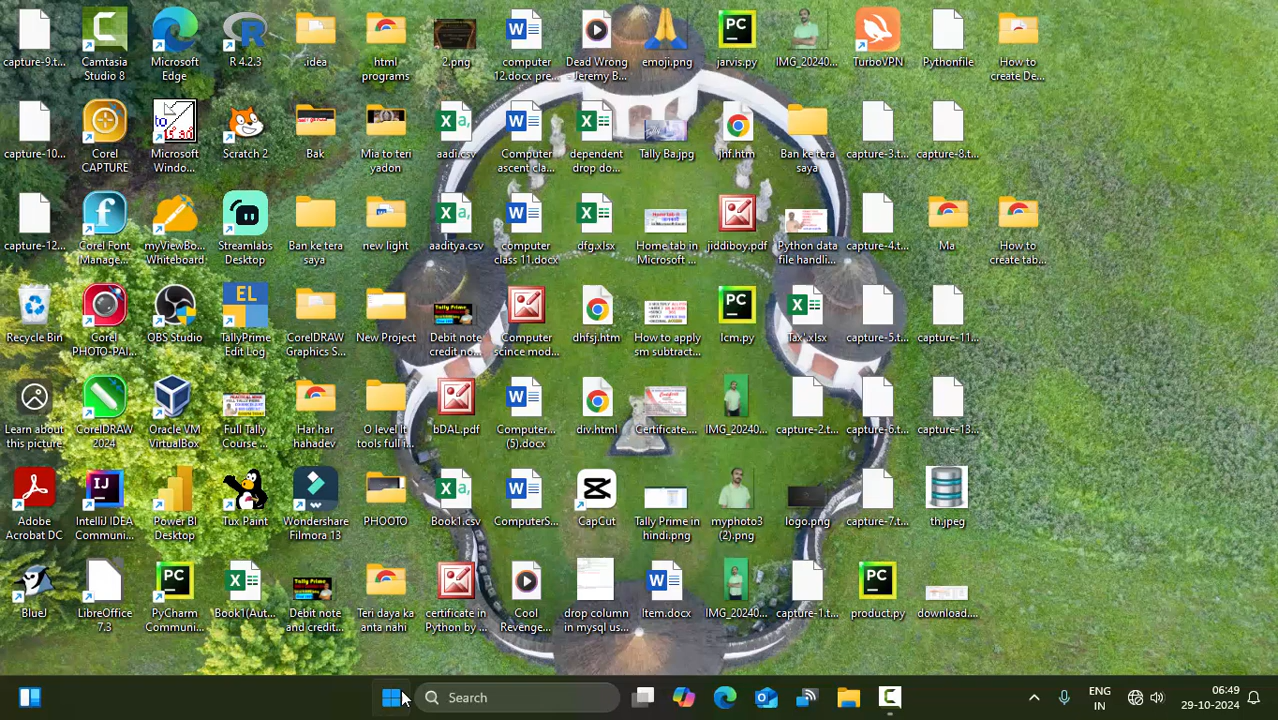 capture-9.t...
Camtasia
Studio 8
Microsoft
Edge
R 4.2.3
.idea
html
programs
2.png
computer
12.docx pre...
Dead Wrong
- Jeremy B...
emoji.png
jarvis.py
IMG_20240...
TurboVPN
Pythonfile
How to
create De...
capture-10....
Corel
CAPTURE
Microsoft
Windo...
Scratch 2
Bak
Mia to teri
yadon
aadi.csv
Computer
ascent cla...
dependent
drop do...
Tally Ba.jpg
jhf.htm
Ban ke tera
saya
capture-3.t...
capture-8.t...
capture-12....
Corel Font
Manage...
myViewBo...
Whiteboard
Streamlabs
Desktop
Ban ke tera
saya
new light
aaditya.csv
computer
class 11.docx
dfg.xlsx
Home tab in
Microsoft ...
jiddiboy.pdf
Python data
file handli...
capture-4.t...
Ma
How to
create tab...
Recycle Bin
Corel
PHOTO-PAI...
OBS Studio
TallyPrime
Edit Log
CorelDRAW
Graphics S...
New Project
Debit note
credit no...
Computer
scince mod...
dhfsj.htm
How to apply
sm subtract...
lcm.py
Tax'.xlsx
capture-5.t...
capture-11....
Learn about
this picture
CorelDRAW
2024
Oracle VM
VirtualBox
Full Tally
Course ...
Har har
hahadev
O level It
tools full i...
bDAL.pdf
Computer...
(5).docx
div.html
Certificate....
IMG_20240...
capture-2.t...
capture-6.t...
capture-13....
Adobe
Acrobat DC
IntelliJ IDEA
Communi...
Power BI
Desktop
Tux Paint
Wondershare
Filmora 13
PHOOTO
Book1.csv
ComputerS...
CapCut
Tally Prime in
hindi.png
myphoto3
(2).png
logo.png
capture-7.t...
th.jpeg
BlueJ
LibreOffice
7.3
PyCharm
Communi...
Book1(Aut...
Debit note
and credit...
Teri daya ka
anta nahi
certificate in
Python by ...
Cool
Revenge...
drop column
in mysql us...
Item.docx
IMG_20240...
capture-1.t...
product.py
download....
Search
ENG
IN
06:49
29-10-2024